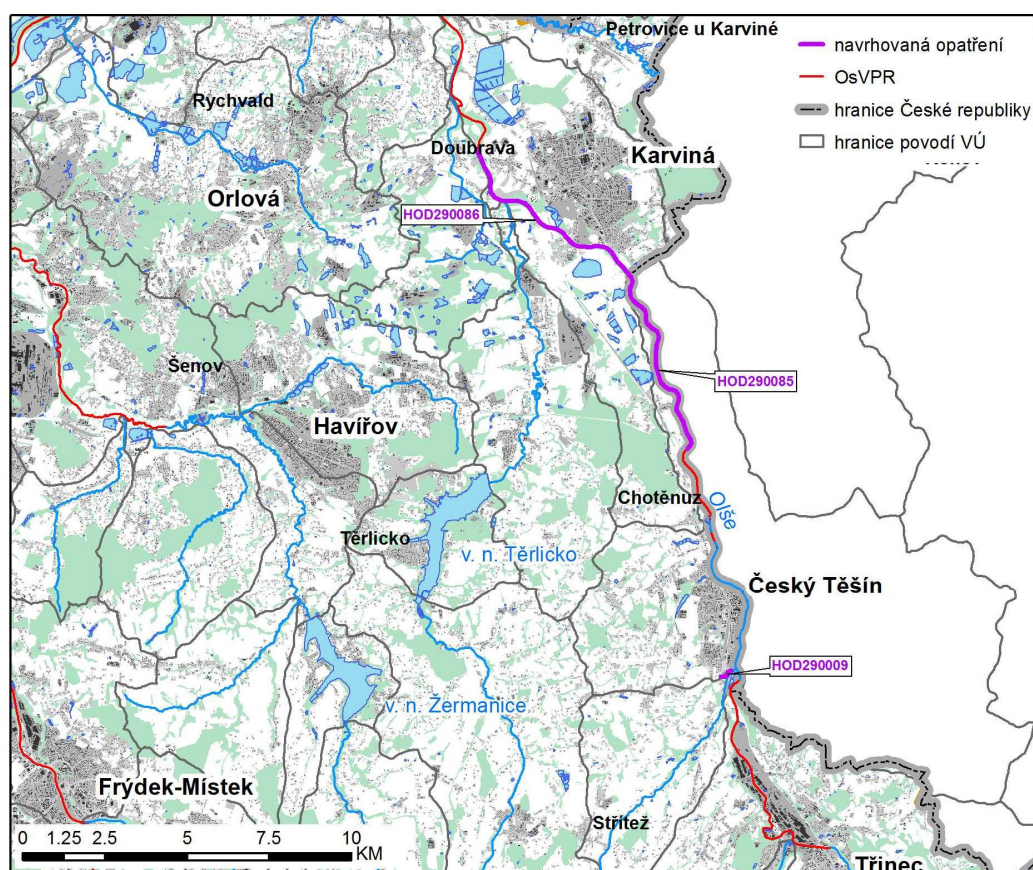 Petrovice u Karviné
navrhovaná opatření
OsVPR
hranice České republiky
hranice povodí VÚ
Rychvald
Doubrava
Karviná
Orlová
HOD290086
Šenov
HOD290085
Havířov
Chotěnuz
Olše
Těrlicko
v. n. Těrlicko
Český Těšín
HOD290009
v. n. Žermanice
Frýdek-Místek
Střítež
0 1.25 2.5 5 7.5 10
KM
Třinec